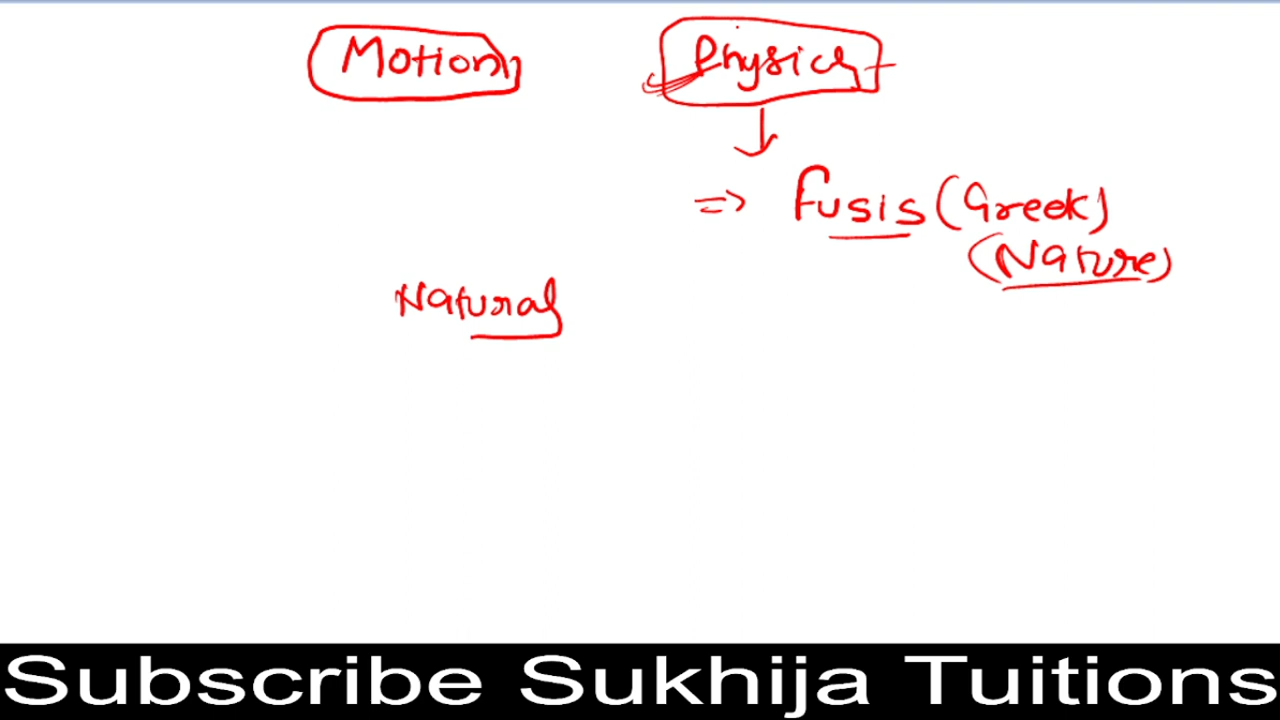 Motion Physics
=> Fusis (Greek)
(Nature)
Natural
Subscribe Sukhija Tuitions